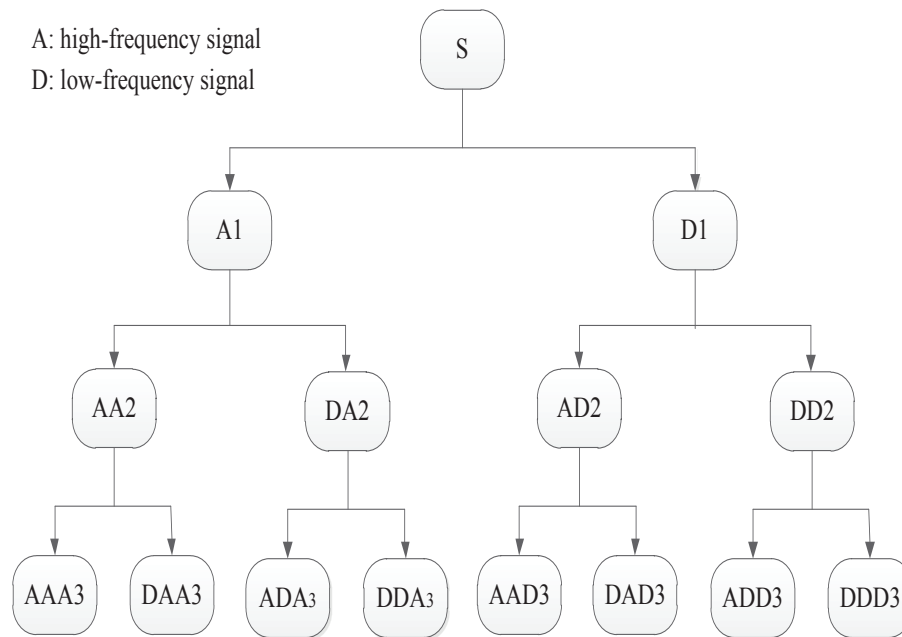 A: high-frequency signal
D: low-frequency signal
S
A1
D1
AA2
DA2
AD2
DD2
AAA3
DAA3
ADA3
DDA3
AAD3
DAD3
ADD3
DDD3